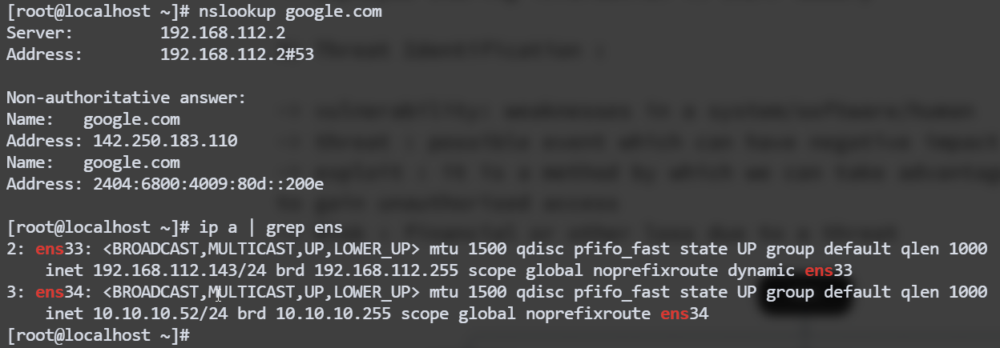 [root@localhost ~]# nslookup google.com
Server:         192.168.112.2
Address:        192.168.112.2#53

Non-authoritative answer:
Name:   google.com
Address: 142.250.183.110
Name:   google.com
Address: 2404:6800:4009:80d::200e

[root@localhost ~]# ip a | grep ens
2: ens33: <BROADCAST,MULTICAST,UP,LOWER_UP> mtu 1500 qdisc pfifo_fast state UP group default qlen 1000
    inet 192.168.112.143/24 brd 192.168.112.255 scope global noprefixroute dynamic ens33
3: ens34: <BROADCAST,MULTICAST,UP,LOWER_UP> mtu 1500 qdisc pfifo_fast state UP group default qlen 1000
    inet 10.10.10.52/24 brd 10.10.10.255 scope global noprefixroute ens34
[root@localhost ~]#